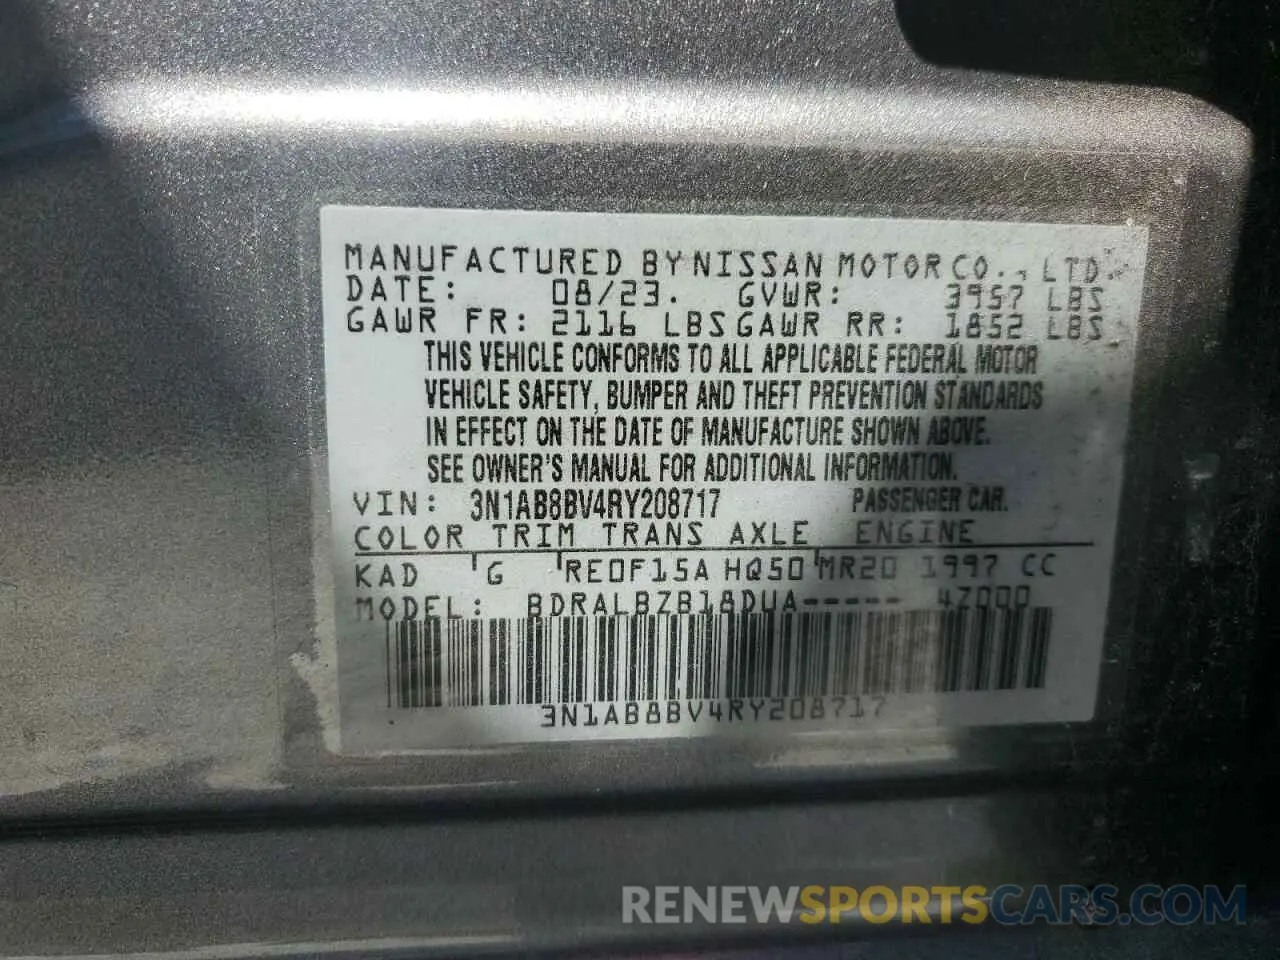 MANUFACTURED BY NISSAN MOTOR CO., LTD.
DATE: 08/23. GVWR: 3957 LBS
GAWR FR: 2116 LBS GAWR RR: 1852 LBS
THIS VEHICLE CONFORMS TO ALL APPLICABLE FEDERAL MOTOR
VEHICLE SAFETY, BUMPER AND THEFT PREVENTION STANDARDS
IN EFFECT ON THE DATE OF MANUFACTURE SHOWN ABOVE.
SEE OWNER'S MANUAL FOR ADDITIONAL INFORMATION.
VIN: 3N1AB8BV4RY208717 PASSENGER CAR.
COLOR TRIM TRANS AXLE ENGINE
KAD G RE0F15A HQ50 MR20 1997 CC
MODEL: BDRALBZB18DUA----- 4Z000
3N1AB8BV4RY208717
RENEWSPORTSCARS.COM